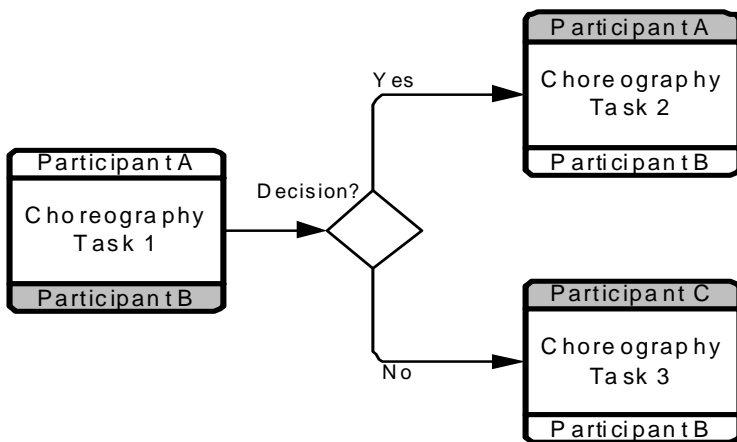 Participant A
Choreography
Task 1
Participant B
Decision?
Yes
Participant A
Choreography
Task 2
Participant B
No
Participant C
Choreography
Task 3
Participant B